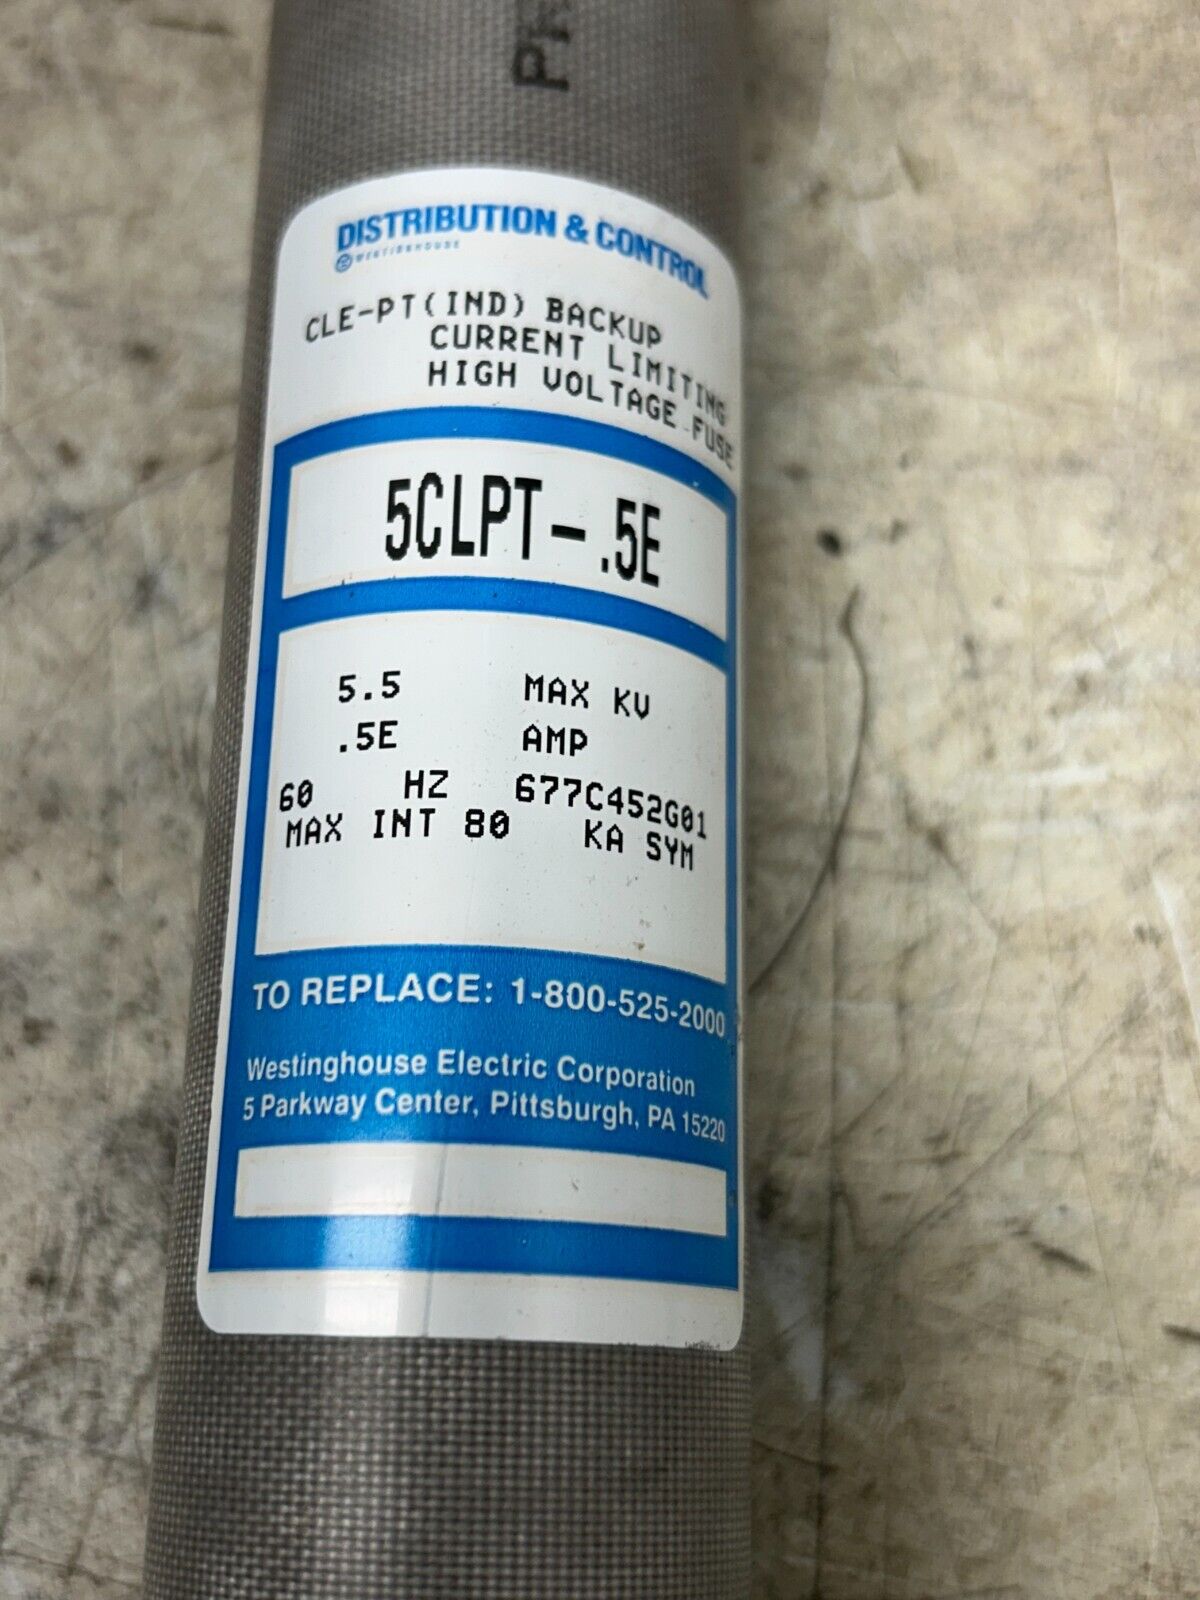 DISTRIBUTION & CONTROL
WESTINGHOUSE
CLE-PT(IND) BACKUP
CURRENT LIMITING
HIGH VOLTAGE FUSE
5CLPT-.5E
5.5 MAX KV
.5E AMP
60 HZ 677C452G01
MAX INT 80 KA SYM
TO REPLACE: 1-800-525-2000
Westinghouse Electric Corporation
5 Parkway Center, Pittsburgh, PA 15220